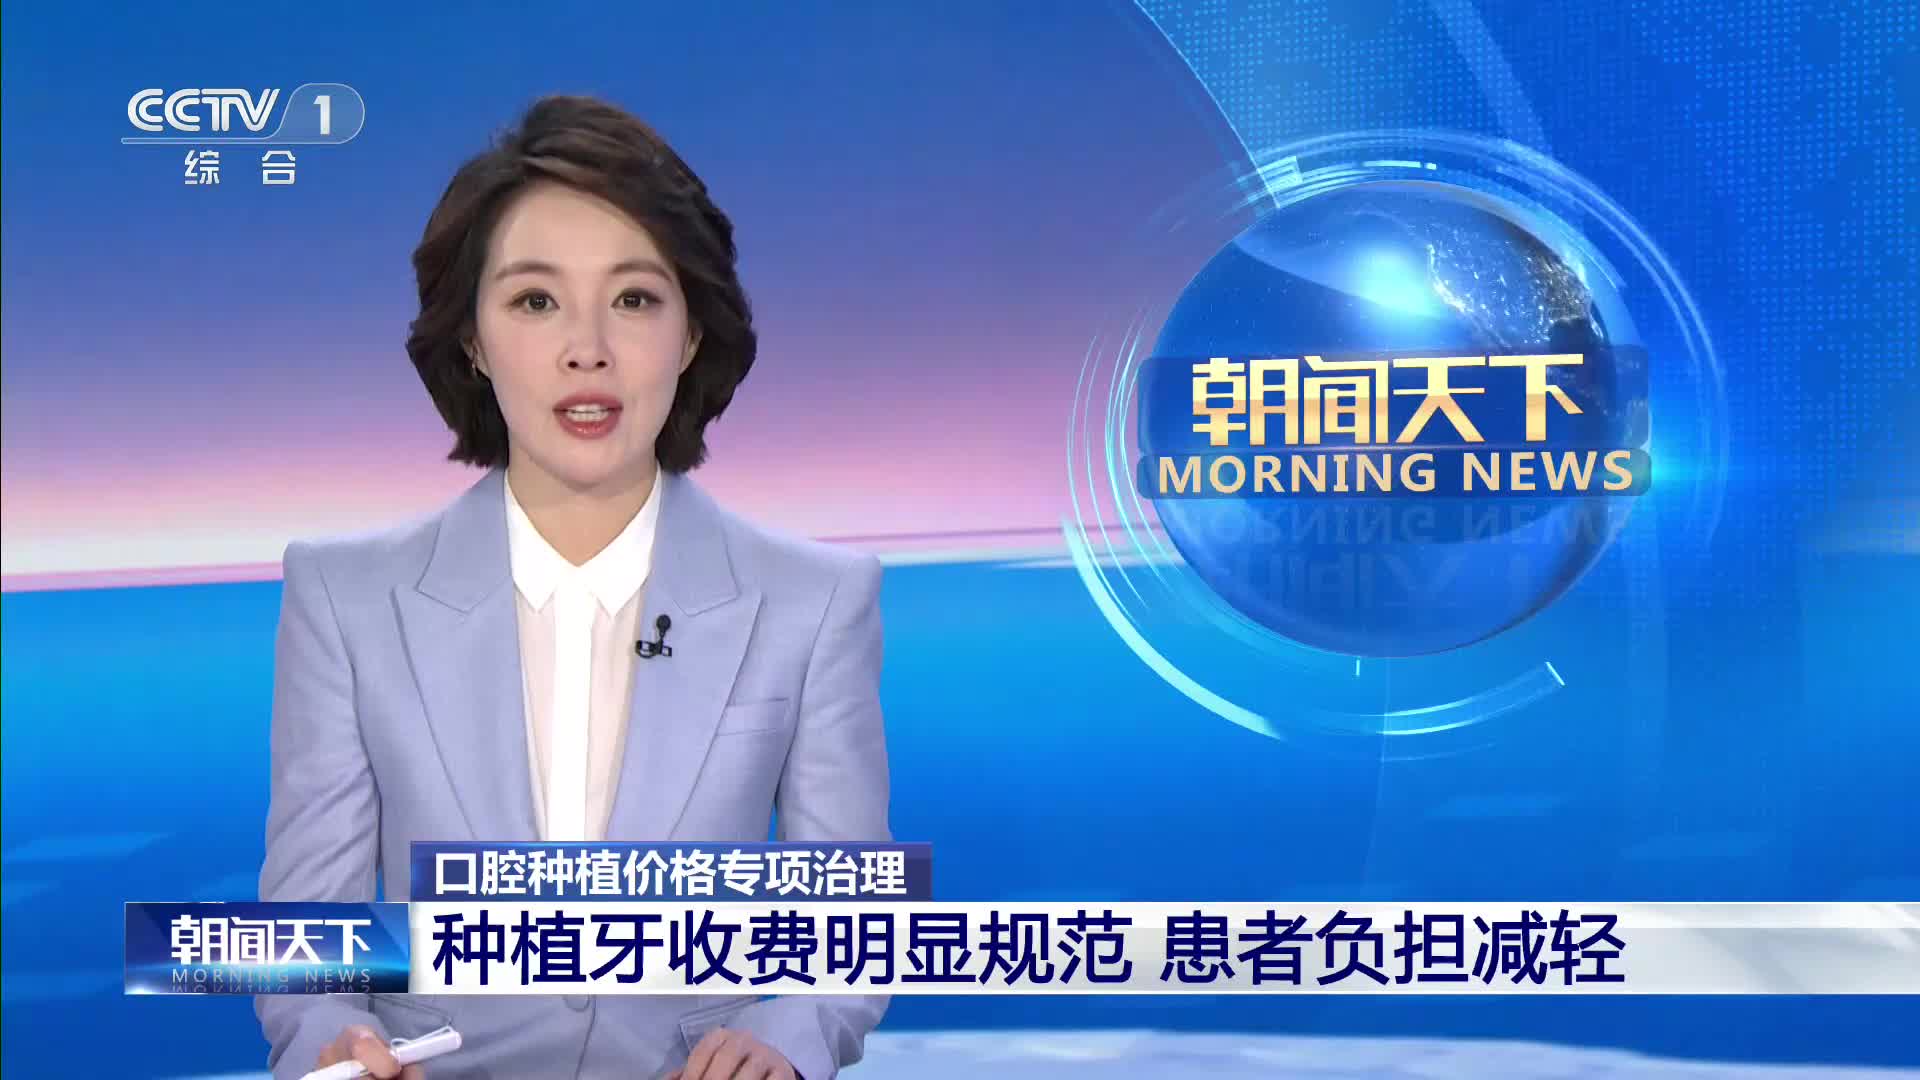 CCTV 1
综 合
朝闻天下
MORNING NEWS
口腔种植价格专项治理
朝闻天下
MORNING NEWS
种植牙收费明显规范 患者负担减轻